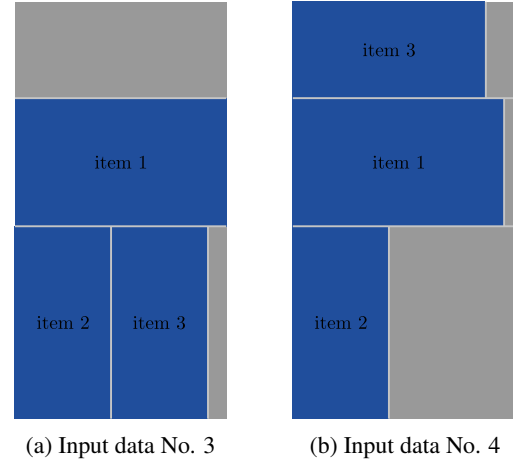 item 1
item 2
item 3
(a) Input data No. 3
item 3
item 1
item 2
(b) Input data No. 4